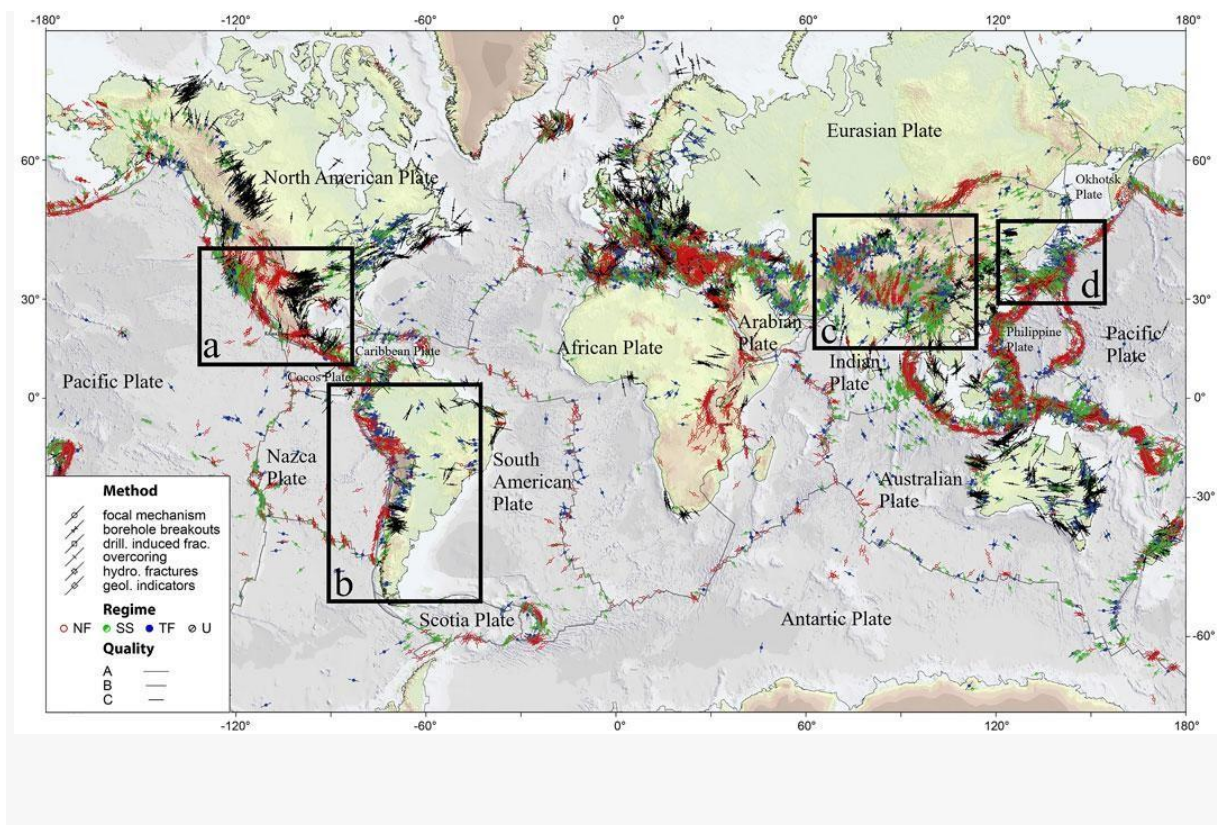 -180° -120° -60° 0° 60° 120° 180°
60°
30°
0°
-30°
-60°
60°
30°
0°
-30°
-60°
-120° -60° 0° 60° 120° 180°
Eurasian Plate
North American Plate
Okhotsk
Plate
a
c
d
Arabian
Plate
African Plate
Indian
Plate
Philippine
Plate
Pacific
Plate
Caribbean Plate
Cocos Plate
Pacific Plate
Nazca
Plate
South
American
Plate
Australian
Plate
b
Scotia Plate
Antartic Plate
Method
focal mechanism
borehole breakouts
drill. induced frac.
overcoring
hydro. fractures
geol. indicators
Regime
NF SS TF U
Quality
A
B
C